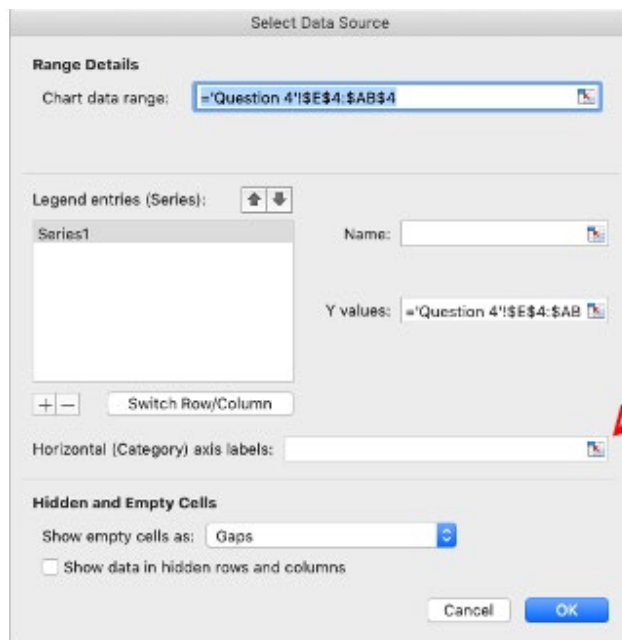 Select Data Source
Range Details
Chart data range: ='Question 4'!$E$4:$AB$4
Legend entries (Series):
Series1
Name:
Y values: ='Question 4'!$E$4:$AB
+ − Switch Row/Column
Horizontal (Category) axis labels:
Hidden and Empty Cells
Show empty cells as: Gaps
Show data in hidden rows and columns
Cancel OK